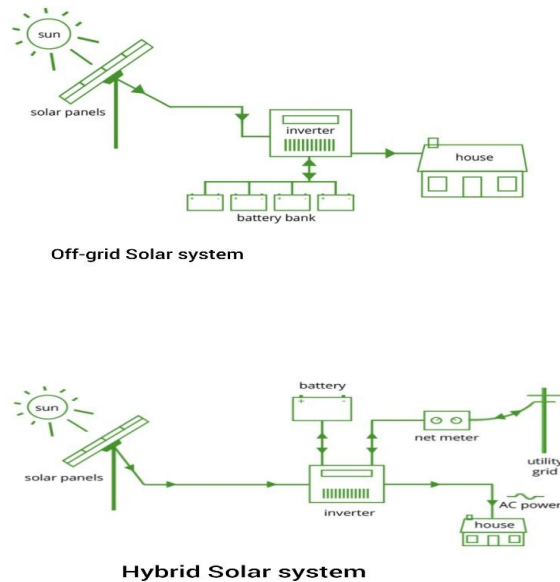 sun
solar panels
inverter
house
battery bank
Off-grid Solar system
battery
sun
net meter
solar panels
utility
grid
AC power
inverter
house
Hybrid Solar system